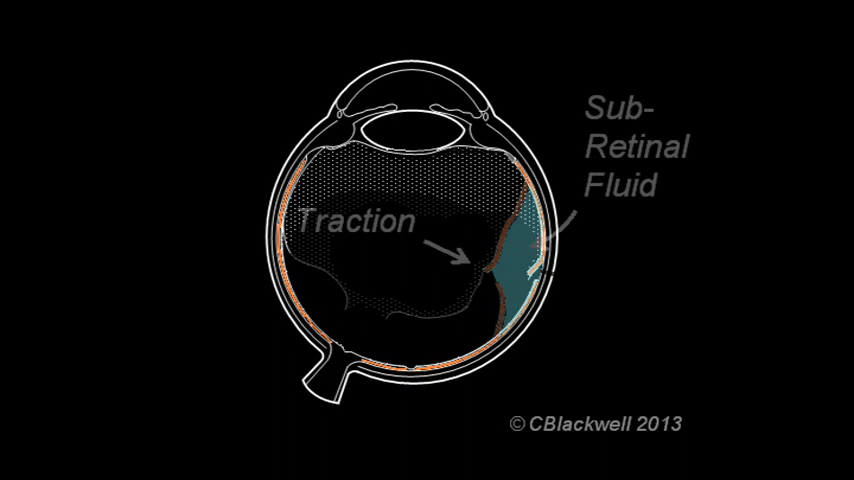 Sub-
Retinal
Fluid
Traction
© CBlackwell 2013